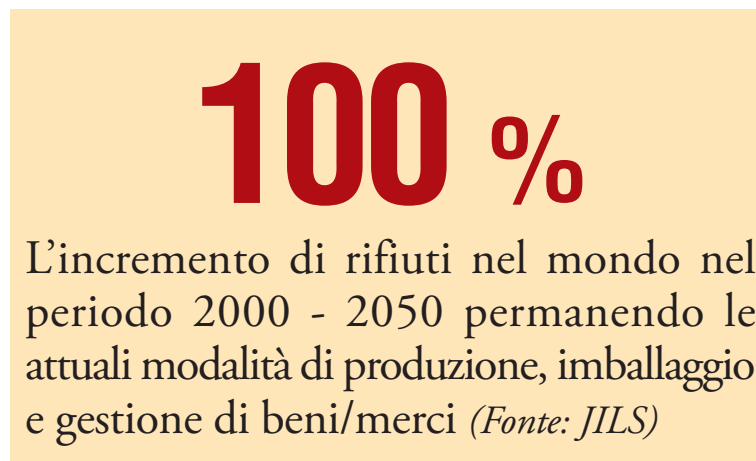 100 %
L’incremento di rifiuti nel mondo nel
periodo 2000 - 2050 permanendo le
attuali modalità di produzione, imballaggio
e gestione di beni/merci (Fonte: JILS)